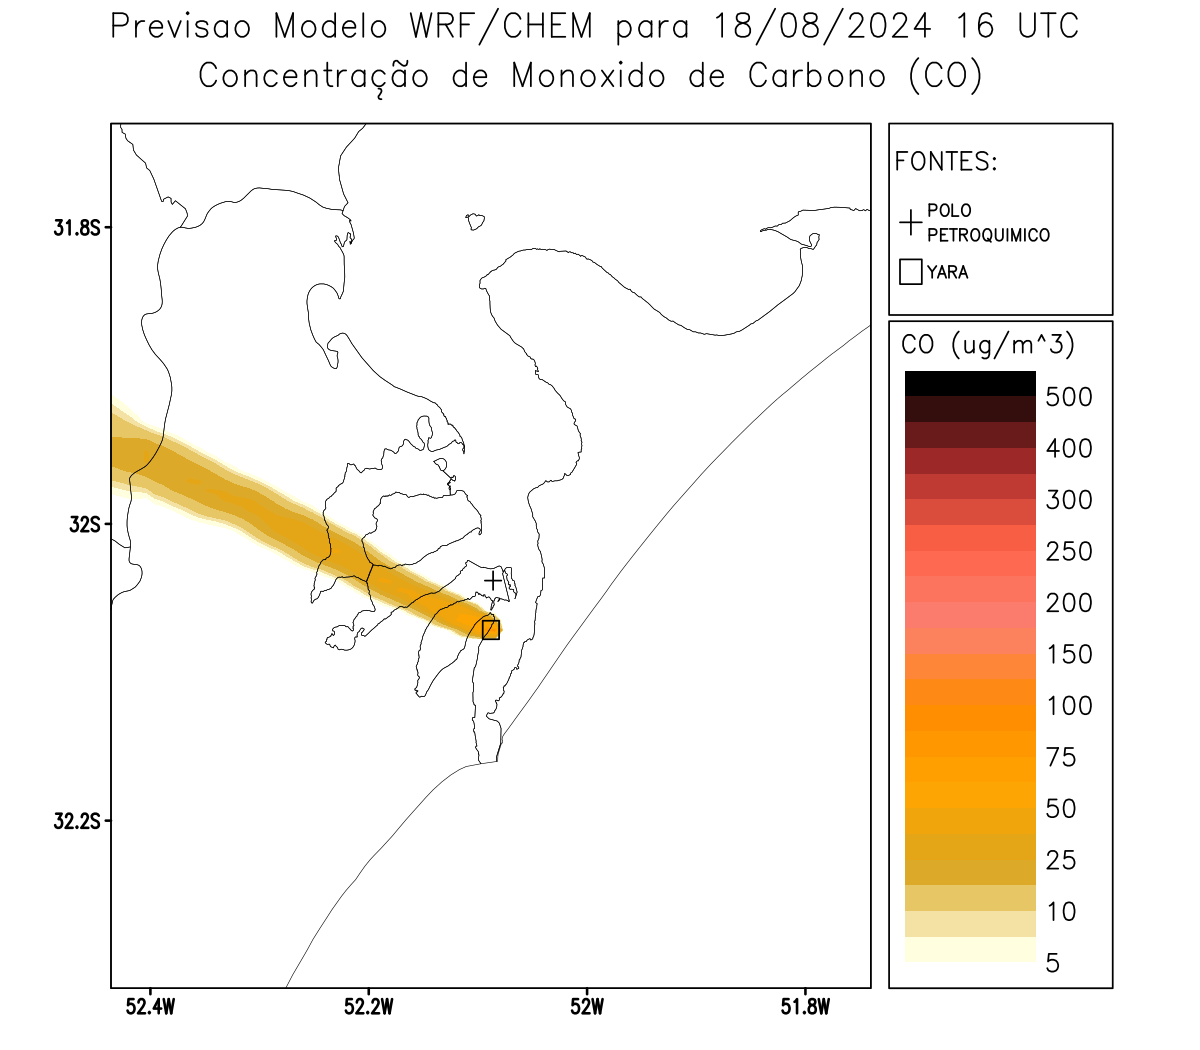 Previsao Modelo WRF/CHEM para 18/08/2024 16 UTC
Concentração de Monoxido de Carbono (CO)
FONTES:
POLO
PETROQUIMICO
YARA
CO (ug/m^3)
500
400
300
250
200
150
100
75
50
25
10
5
31.8S
32S
32.2S
52.4W
52.2W
52W
51.8W